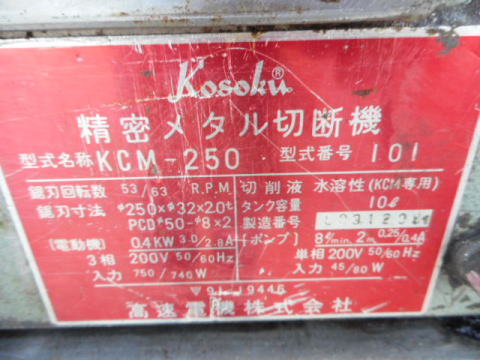 Kosoku®
精密メタル切断機
型式名称 KCM-250 型式番号 101
鋸刃回転数 53/63 R.P.M 切削液 水溶性(KCM専用)
鋸刃寸法 φ250×φ32×2.0t タンク容量 10ℓ
PCDφ50-φ8×2 製造番号
[電動機] 0.4KW 3.0/2.8A [ポンプ] 8ℓ/min. 2m 0.25/0.4A
3相 200V 50/60Hz 単相 200V 50/60Hz
入力 750/740W 入力 45/60W
高速電機株式会社